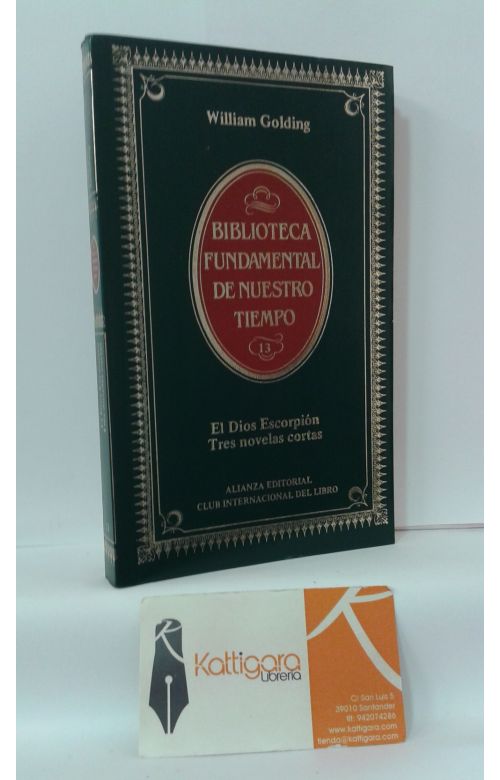 William Golding
BIBLIOTECA
FUNDAMENTAL
DE NUESTRO
TIEMPO
13
El Dios Escorpión
Tres novelas cortas
ALIANZA EDITORIAL
CLUB INTERNACIONAL DEL LIBRO
Kattigara
Librería
C/ San Luis 5
39010 Santander
tlf: 942074286
www.kattigara.com
tienda@kattigara.com